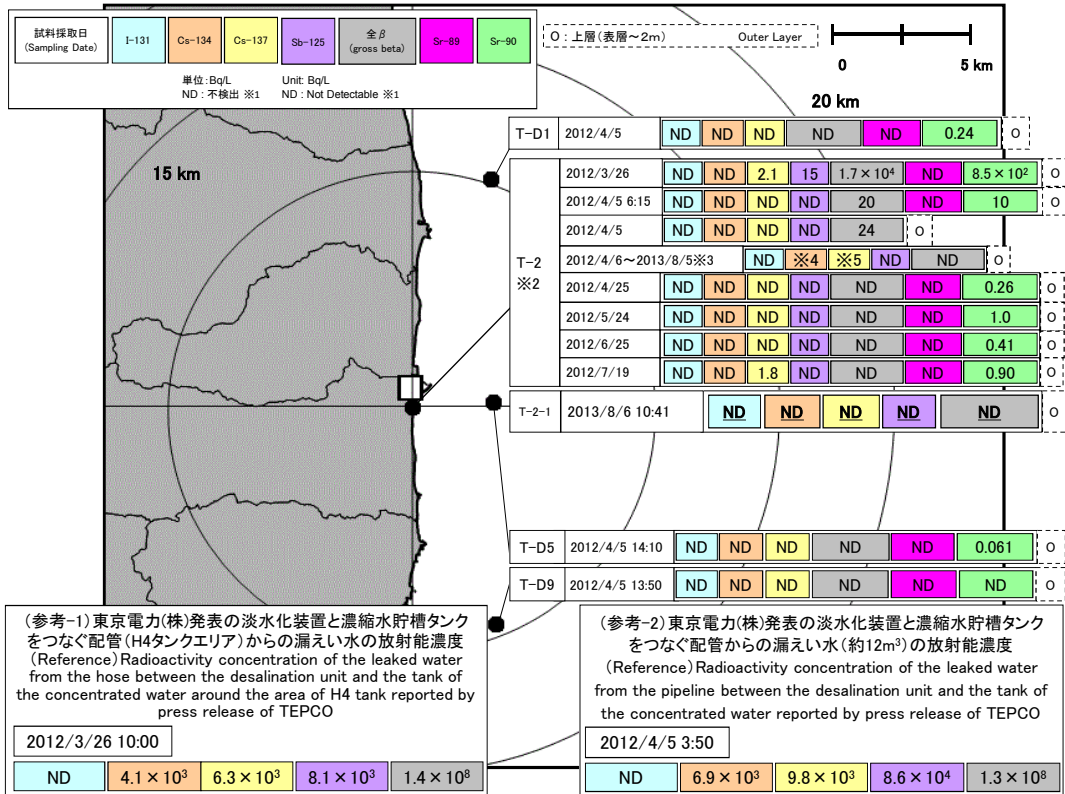 試料採取日
(Sampling Date)
I-131
Cs-134
Cs-137
Sb-125
全β
(gross beta)
Sr-89
Sr-90
単位:Bq/L Unit: Bq/L
ND : 不検出 ※1 ND : Not Detectable ※1
O : 上層(表層~2m) Outer Layer
0 5 km
20 km
15 km
T-D1 2012/4/5 ND ND ND ND ND 0.24 O
T-2
※2
2012/3/26 ND ND 2.1 15 1.7×10⁴ ND 8.5×10² O
2012/4/5 6:15 ND ND ND ND 20 ND 10 O
2012/4/5 ND ND ND ND 24 O
2012/4/6~2013/8/5※3 ND ※4 ※5 ND ND O
2012/4/25 ND ND ND ND ND ND 0.26 O
2012/5/24 ND ND ND ND ND ND 1.0 O
2012/6/25 ND ND ND ND ND ND 0.41 O
2012/7/19 ND ND 1.8 ND ND ND 0.90 O
T-2-1 2013/8/6 10:41 ND ND ND ND ND O
T-D5 2012/4/5 14:10 ND ND ND ND ND 0.061 O
T-D9 2012/4/5 13:50 ND ND ND ND ND ND O
(参考-1)東京電力(株)発表の淡水化装置と濃縮水貯槽タンク
をつなぐ配管(H4タンクエリア)からの漏えい水の放射能濃度
(Reference)Radioactivity concentration of the leaked water
from the hose between the desalination unit and the tank of
the concentrated water around the area of H4 tank reported by
press release of TEPCO
2012/3/26 10:00
ND 4.1×10³ 6.3×10³ 8.1×10³ 1.4×10⁸
(参考-2)東京電力(株)発表の淡水化装置と濃縮水貯槽タンク
をつなぐ配管からの漏えい水(約12m³)の放射能濃度
(Reference)Radioactivity concentration of the leaked water
from the pipeline between the desalination unit and the tank of
the concentrated water reported by press release of TEPCO
2012/4/5 3:50
ND 6.9×10³ 9.8×10³ 8.6×10⁴ 1.3×10⁸